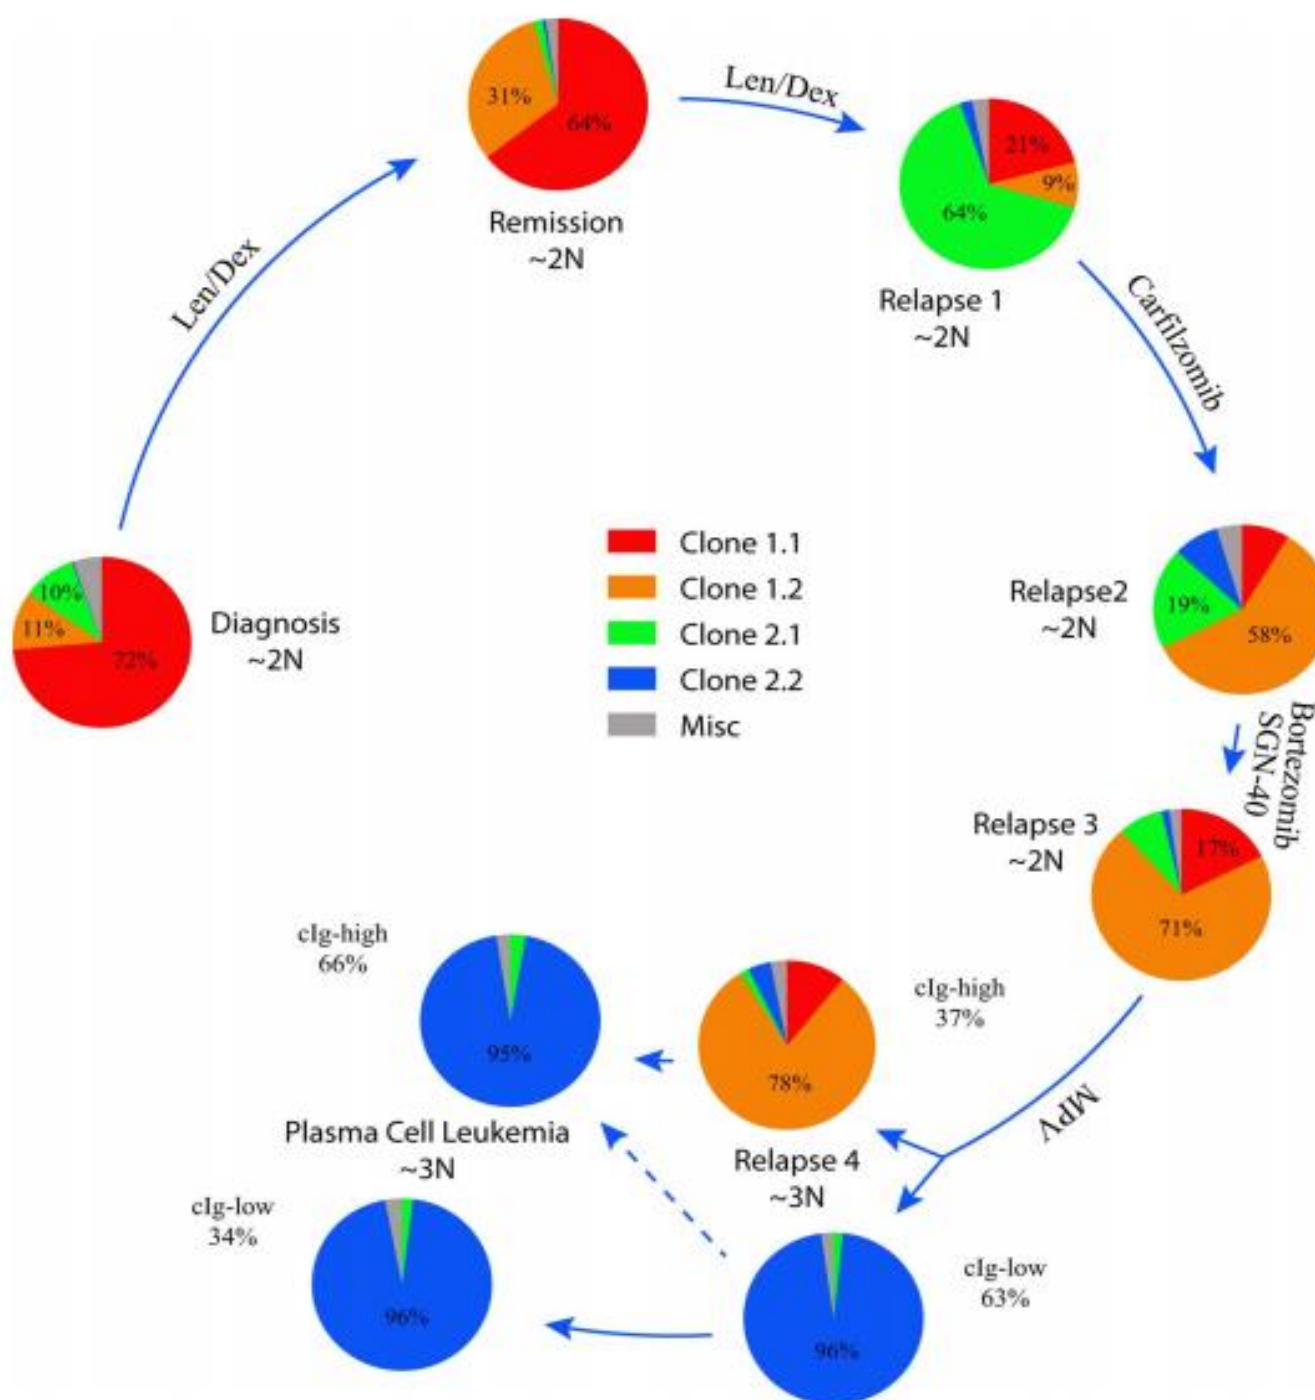 31%
64%
Remission
~2N
Len/Dex
Len/Dex
21%
9%
64%
Relapse 1
~2N
Carfilzomib
10%
11%
72%
Diagnosis
~2N
Clone 1.1
Clone 1.2
Clone 2.1
Clone 2.2
Misc
Relapse2
~2N
19%
58%
Bortezomib
SGN-40
Relapse 3
~2N
17%
71%
MPV
cIg-high
66%
95%
Plasma Cell Leukemia
~3N
cIg-high
37%
78%
Relapse 4
~3N
cIg-low
34%
96%
cIg-low
63%
96%